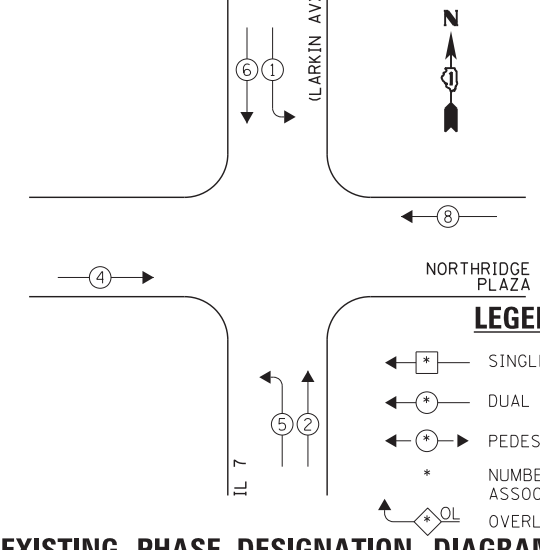 (LARKIN AV
N
1
6 1
8
4
NORTHRIDGE
PLAZA
LEGE
* SINGL
* DUAL
5 2
* PEDES
* NUMBE
ASSOC
IL 7
* OL OVERL
EXISTING PHASE DESIGNATION DIAGRAM